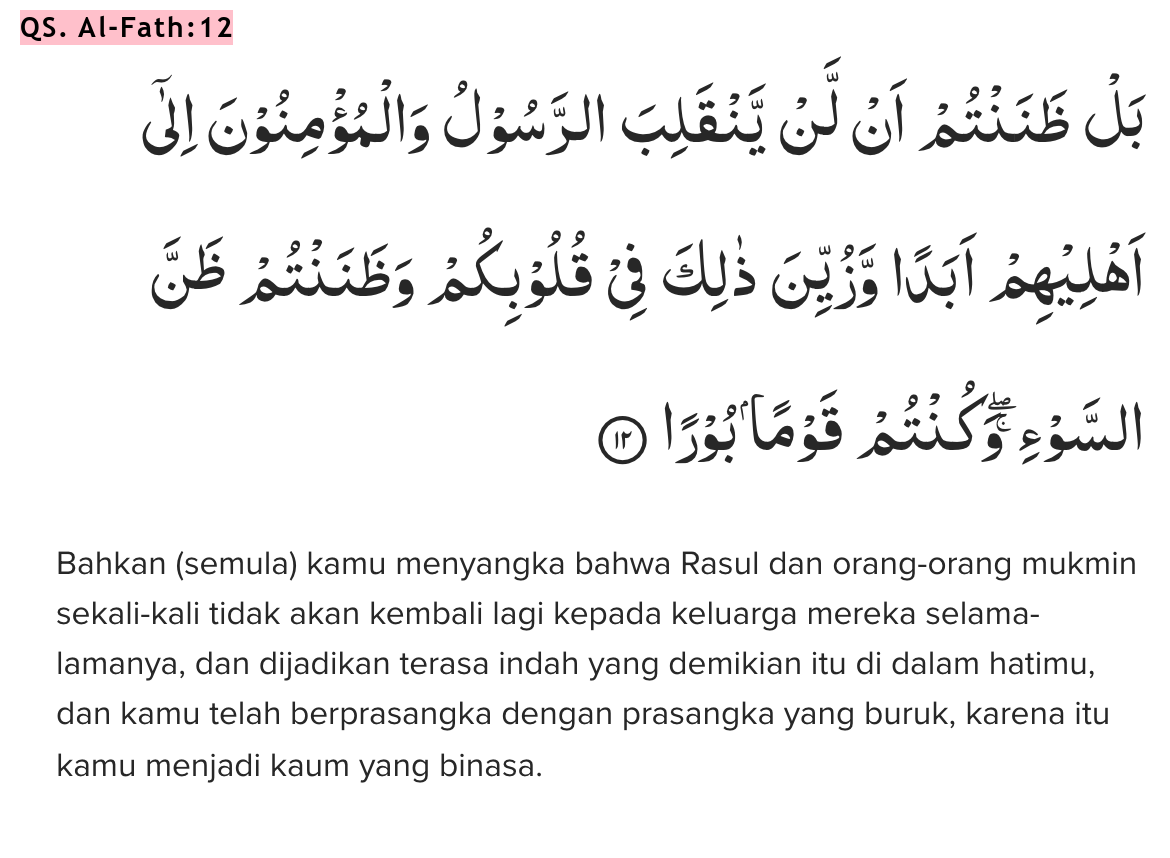 QS. Al-Fath:12
بَلْ ظَنَنْتُمْ اَنْ لَّنْ يَّنْقَلِبَ الرَّسُوْلُ وَالْمُؤْمِنُوْنَ اِلٰٓى
اَهْلِيْهِمْ اَبَدًا وَّزُيِّنَ ذٰلِكَ فِيْ قُلُوْبِكُمْ وَظَنَنْتُمْ ظَنَّ
السَّوْءِۖ وَكُنْتُمْ قَوْمًاۢ بُوْرًا ١٢
Bahkan (semula) kamu menyangka bahwa Rasul dan orang-orang mukmin
sekali-kali tidak akan kembali lagi kepada keluarga mereka selama-
lamanya, dan dijadikan terasa indah yang demikian itu di dalam hatimu,
dan kamu telah berprasangka dengan prasangka yang buruk, karena itu
kamu menjadi kaum yang binasa.